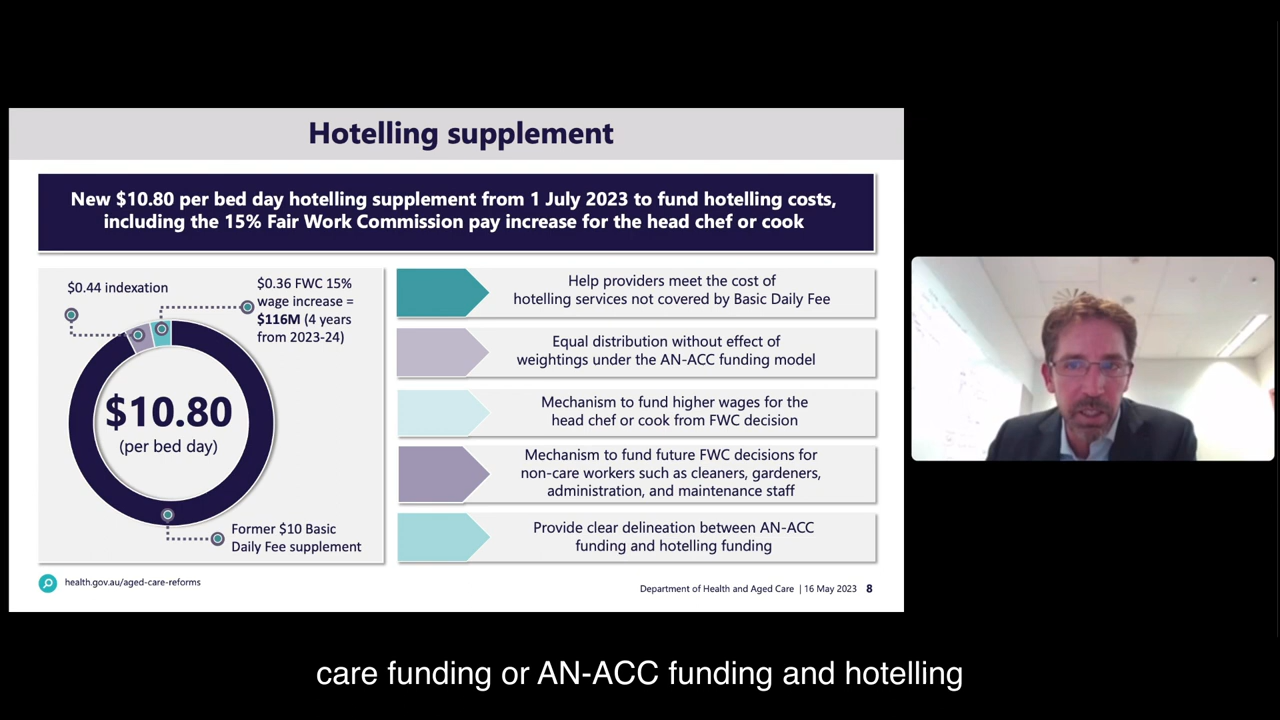 Hotelling supplement
New $10.80 per bed day hotelling supplement from 1 July 2023 to fund hotelling costs,
including the 15% Fair Work Commission pay increase for the head chef or cook
$0.44 indexation
$0.36 FWC 15%
wage increase =
$116M (4 years
from 2023-24)
$10.80
(per bed day)
Former $10 Basic
Daily Fee supplement
Help providers meet the cost of
hotelling services not covered by Basic Daily Fee
Equal distribution without effect of
weightings under the AN-ACC funding model
Mechanism to fund higher wages for the
head chef or cook from FWC decision
Mechanism to fund future FWC decisions for
non-care workers such as cleaners, gardeners,
administration, and maintenance staff
Provide clear delineation between AN-ACC
funding and hotelling funding
health.gov.au/aged-care-reforms
Department of Health and Aged Care | 16 May 2023 8
care funding or AN-ACC funding and hotelling